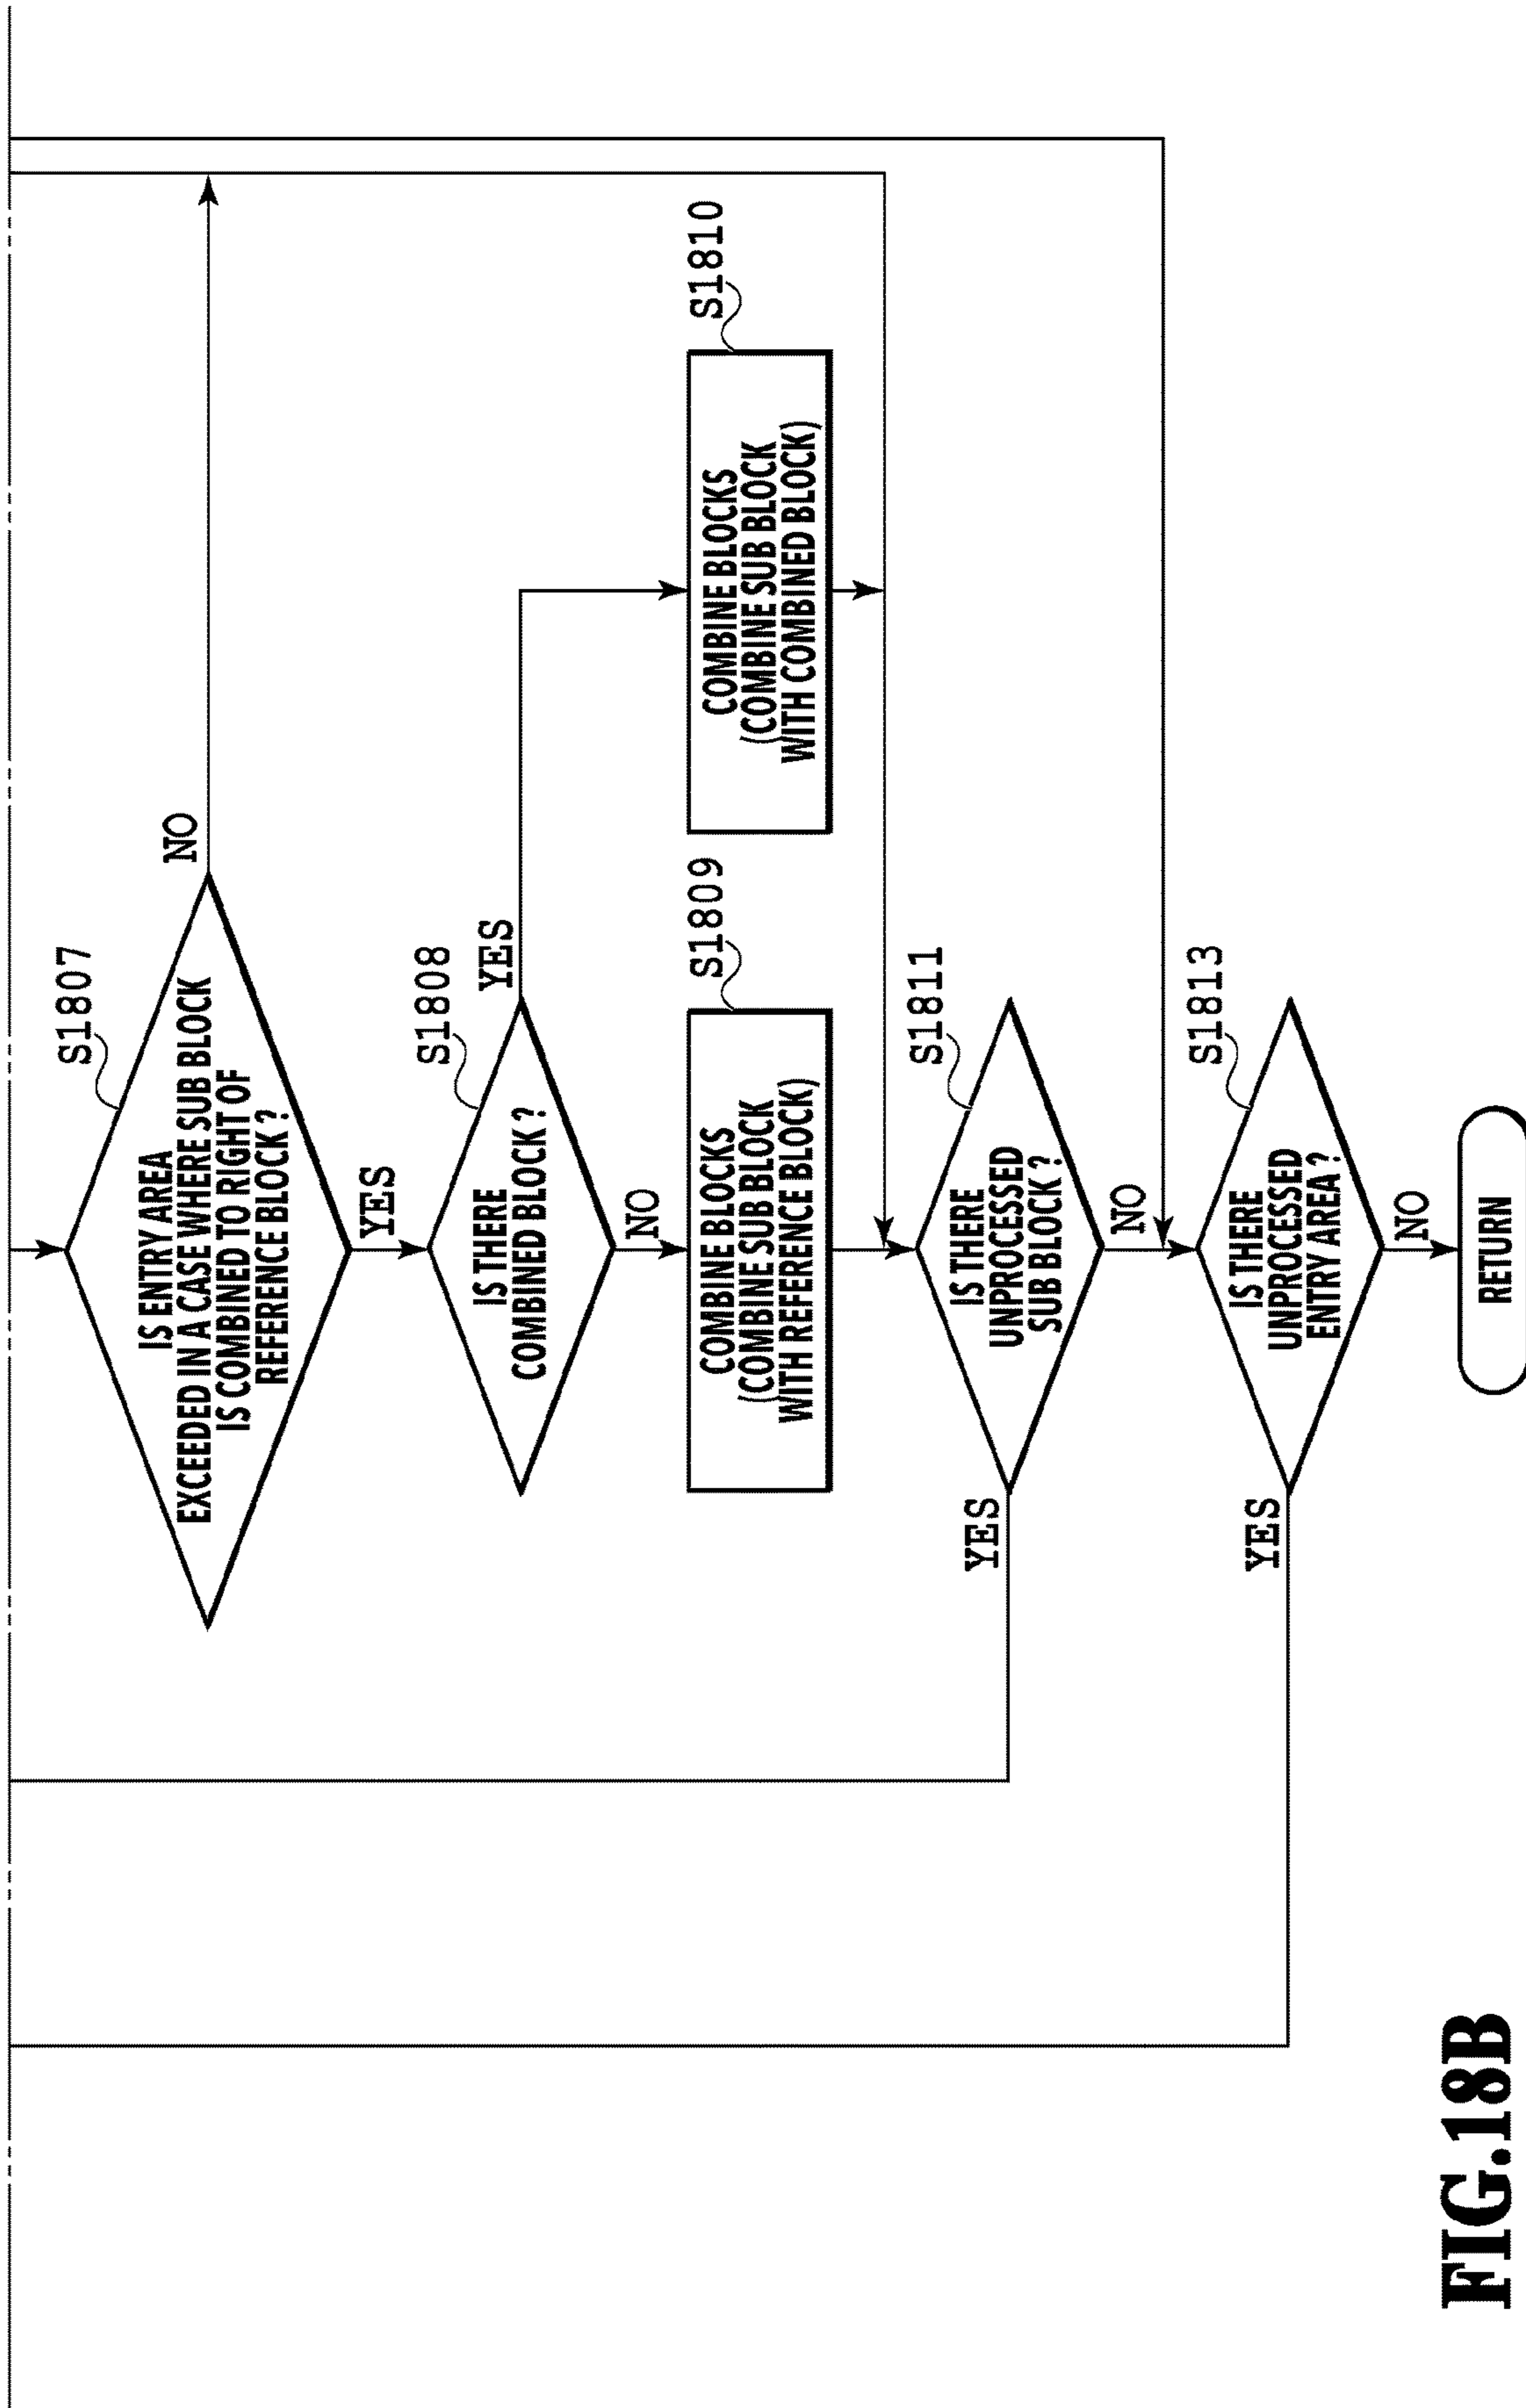 S1807
IS ENTRY AREA
EXCEEDED IN A CASE WHERE SUB BLOCK
IS COMBINED TO RIGHT OF
REFERENCE BLOCK ?
NO
YES
S1808
IS THERE
COMBINED BLOCK ?
YES
NO
S1809
COMBINE BLOCKS
(COMBINE SUB BLOCK
WITH REFERENCE BLOCK)
S1810
COMBINE BLOCKS
(COMBINE SUB BLOCK
WITH COMBINED BLOCK)
S1811
IS THERE
UNPROCESSED
SUB BLOCK ?
YES
NO
S1813
IS THERE
UNPROCESSED
ENTRY AREA ?
YES
NO
RETURN
FIG.18B